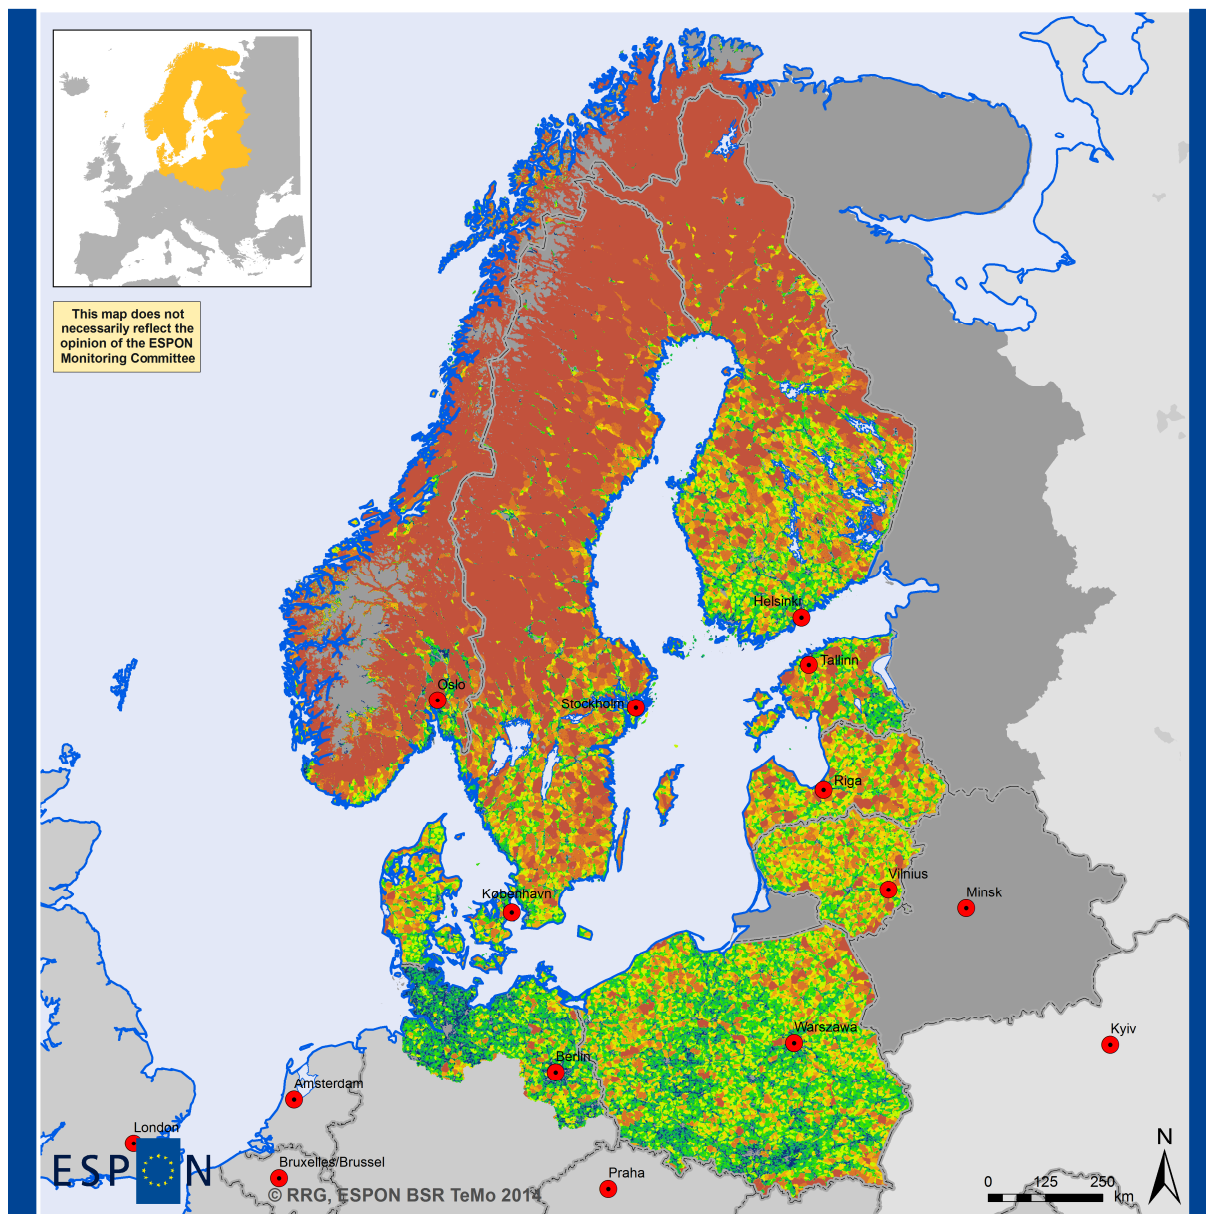 This map does not
necessarily reflect the
opinion of the ESPON
Monitoring Committee
Helsinki
Tallinn
Oslo
Stockholm
Riga
Vilnius
København
Minsk
Warszawa
Kyiv
Berlin
Amsterdam
London
Bruxelles/Brussel
Praha
ESPON
© RRG, ESPON BSR TeMo 2014
N
0 125 250
km